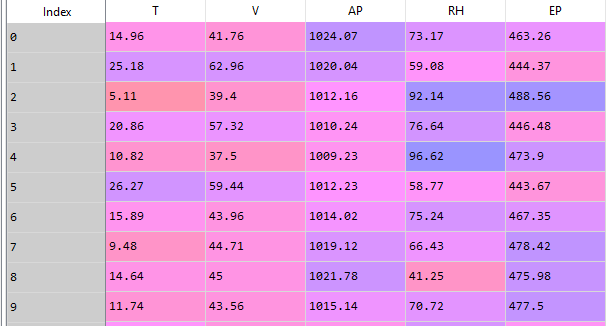 Index T V AP RH EP
0 14.96 41.76 1024.07 73.17 463.26
1 25.18 62.96 1020.04 59.08 444.37
2 5.11 39.4 1012.16 92.14 488.56
3 20.86 57.32 1010.24 76.64 446.48
4 10.82 37.5 1009.23 96.62 473.9
5 26.27 59.44 1012.23 58.77 443.67
6 15.89 43.96 1014.02 75.24 467.35
7 9.48 44.71 1019.12 66.43 478.42
8 14.64 45 1021.78 41.25 475.98
9 11.74 43.56 1015.14 70.72 477.5